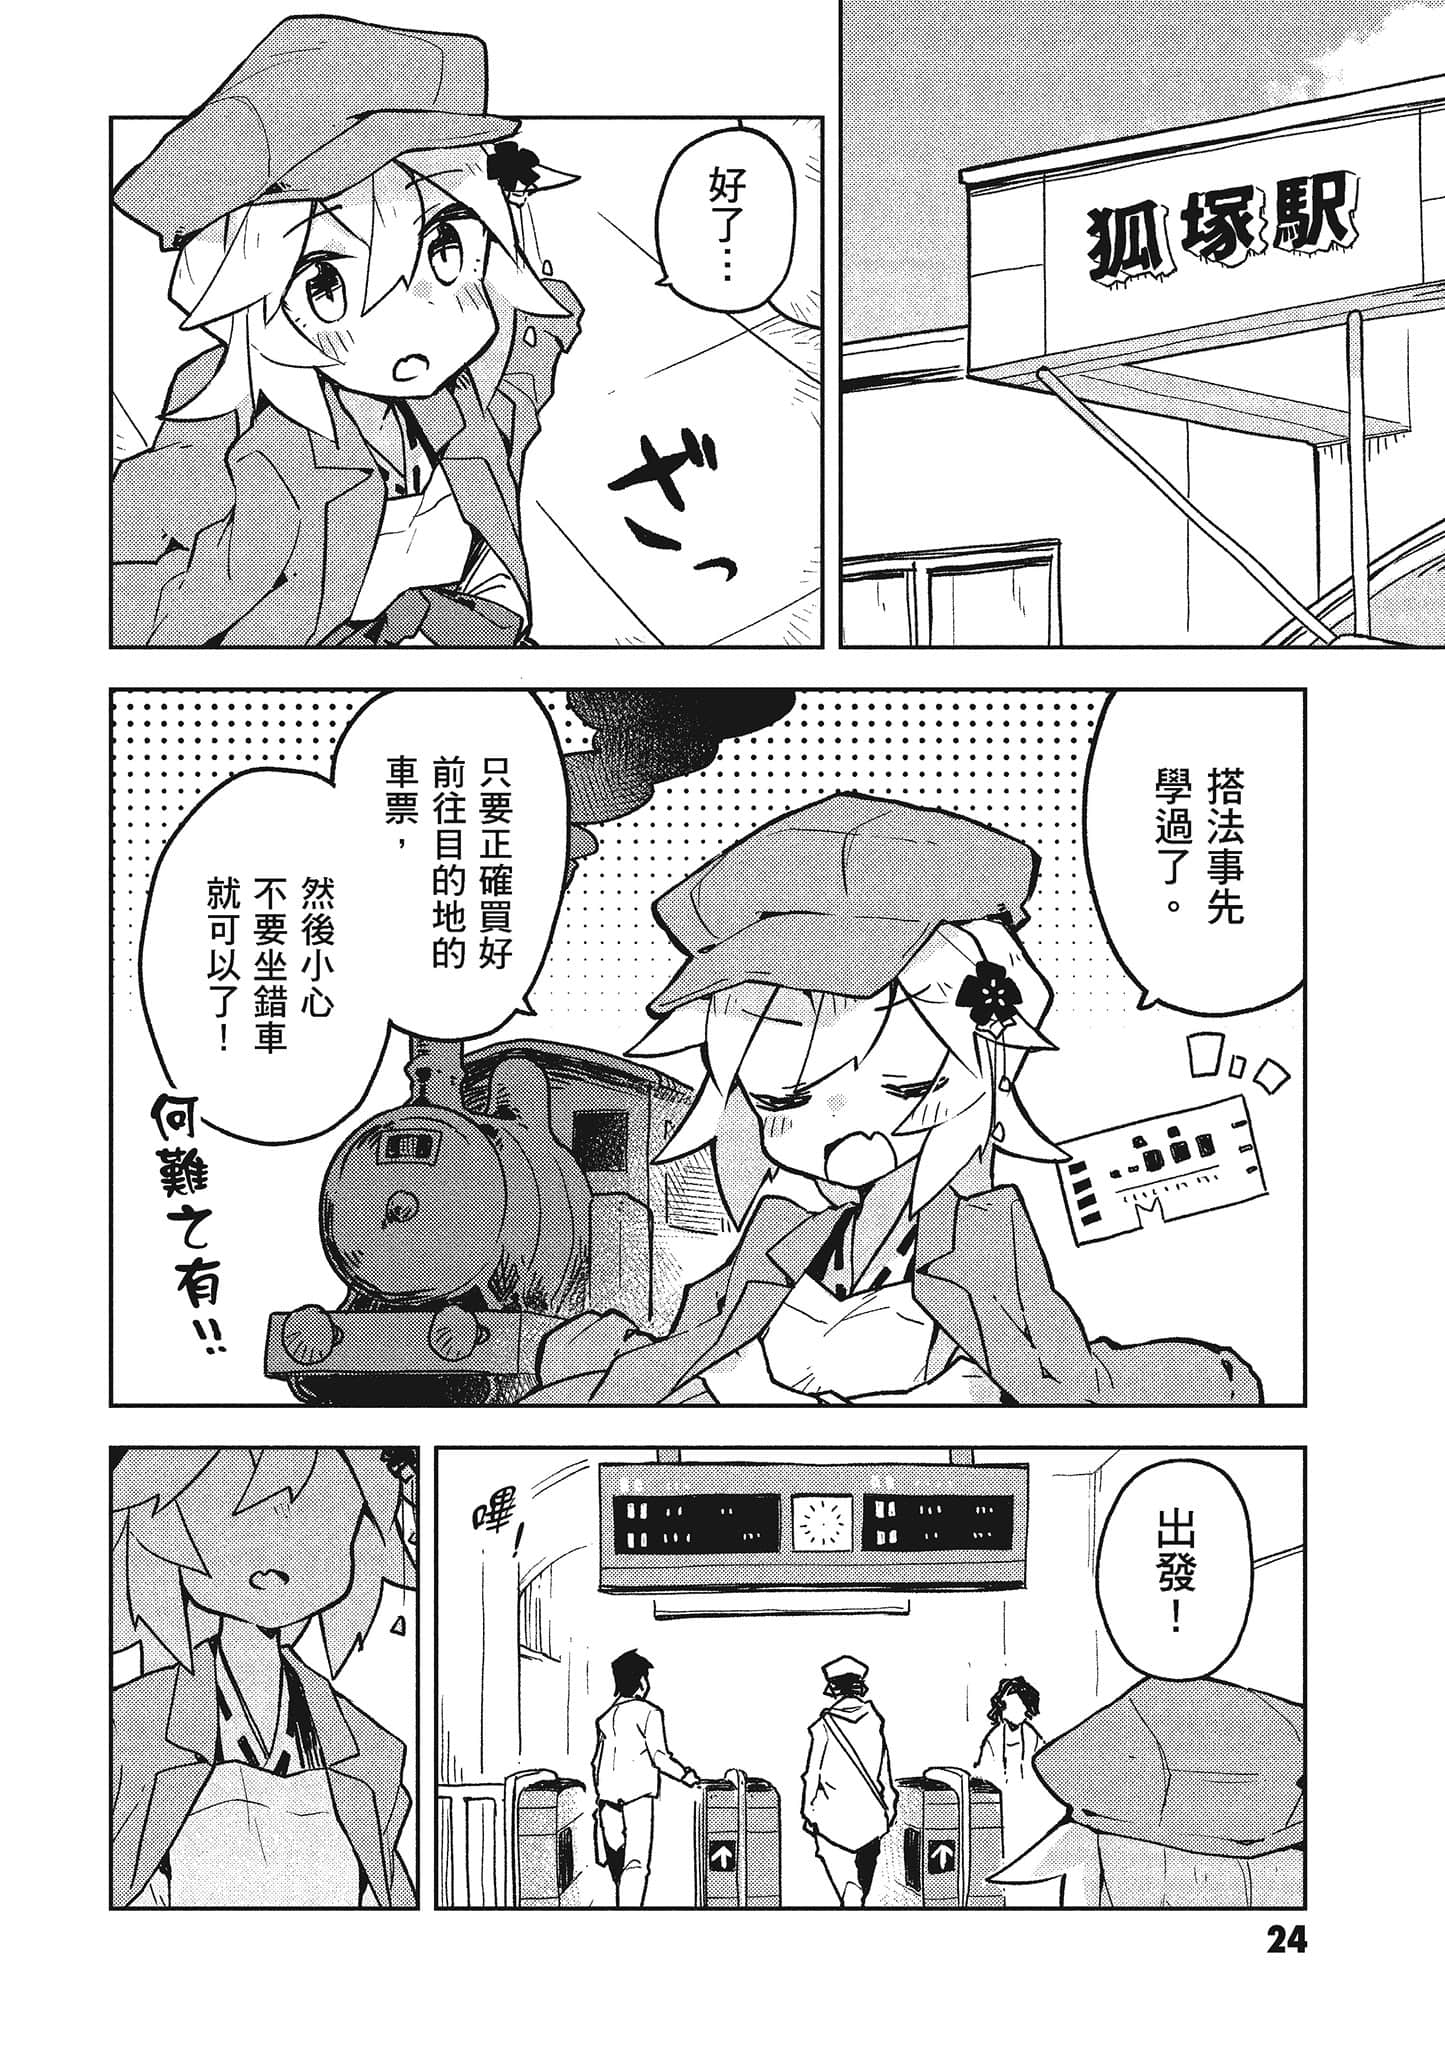 狐塚駅
好了…
ざっ
搭法事先
學過了。
只要正確買好
前往目的地的
車票，
然後小心
不要坐錯車
就可以了！
何難之有!!
出發！
嗶！
24